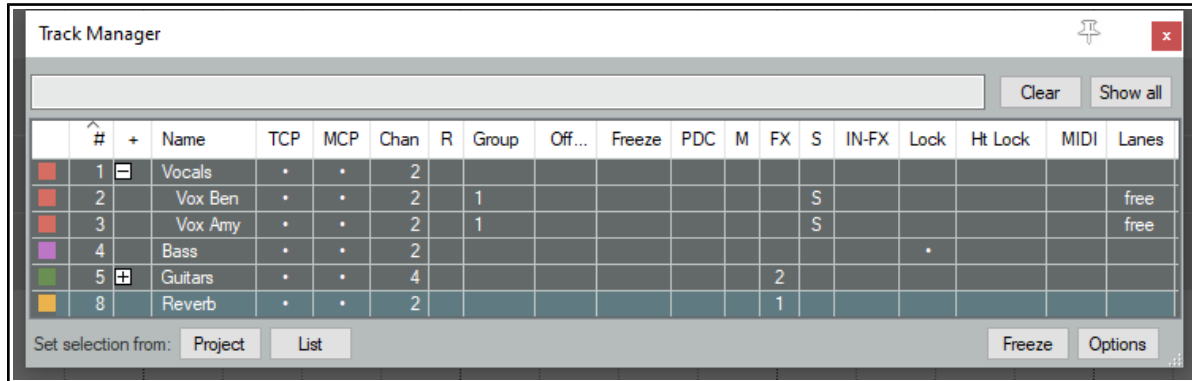 Track Manager x
Clear Show all
# + Name TCP MCP Chan R Group Off... Freeze PDC M FX S IN-FX Lock Ht Lock MIDI Lanes
1 Vocals • • 2
2 Vox Ben • • 2 1 S free
3 Vox Amy • • 2 1 S free
4 Bass • • 2 •
5 Guitars • • 4 2
8 Reverb • • 2 1
Set selection from: Project List Freeze Options